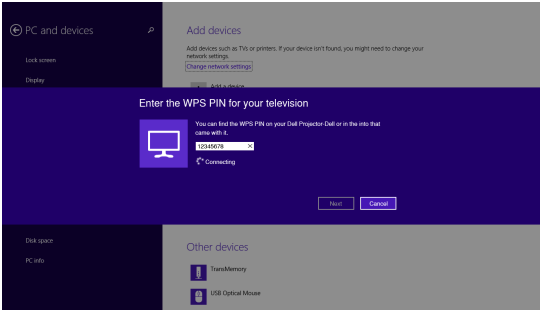 PC and devices
Lock screen
Display
Disk space
PC info
Add devices
Add devices such as TVs or printers. If your device isn't found, you might need to change your
network settings.
Change network settings
Add a device
Enter the WPS PIN for your television
You can find the WPS PIN on your Dell Projector-Dell or in the into that
came with it.
12345678
Connecting
Next
Cancel
Other devices
TransMemory
USB Optical Mouse